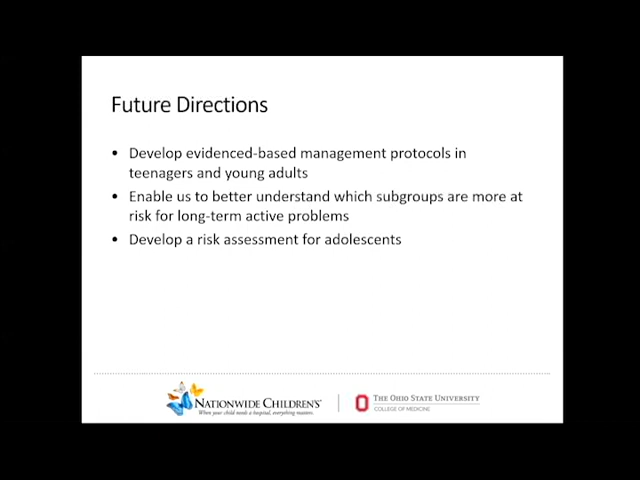 Future Directions
• Develop evidenced-based management protocols in
teenagers and young adults
• Enable us to better understand which subgroups are more at
risk for long-term active problems
• Develop a risk assessment for adolescents
NATIONWIDE CHILDREN'S
When your child needs a hospital, everything matters.
THE OHIO STATE UNIVERSITY
COLLEGE OF MEDICINE